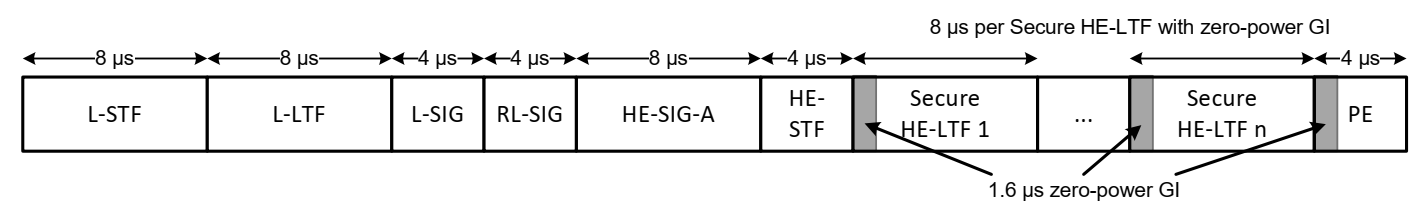 8 µs per Secure HE-LTF with zero-power GI
8 µs 8 µs 4 µs 4 µs 8 µs 4 µs 4 µs
L-STF L-LTF L-SIG RL-SIG HE-SIG-A HE-STF Secure HE-LTF 1 ... Secure HE-LTF n PE
1.6 µs zero-power GI